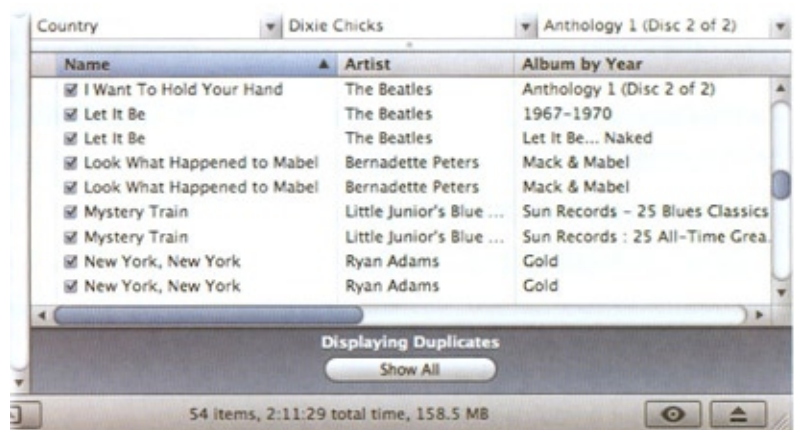 Country Dixie Chicks Anthology 1 (Disc 2 of 2)
Name Artist Album by Year
I Want To Hold Your Hand The Beatles Anthology 1 (Disc 2 of 2)
Let It Be The Beatles 1967-1970
Let It Be The Beatles Let It Be... Naked
Look What Happened to Mabel Bernadette Peters Mack & Mabel
Look What Happened to Mabel Bernadette Peters Mack & Mabel
Mystery Train Little Junior's Blue ... Sun Records - 25 Blues Classics
Mystery Train Little Junior's Blue ... Sun Records : 25 All-Time Grea.
New York, New York Ryan Adams Gold
New York, New York Ryan Adams Gold
Displaying Duplicates
Show All
54 items, 2:11:29 total time, 158.5 MB